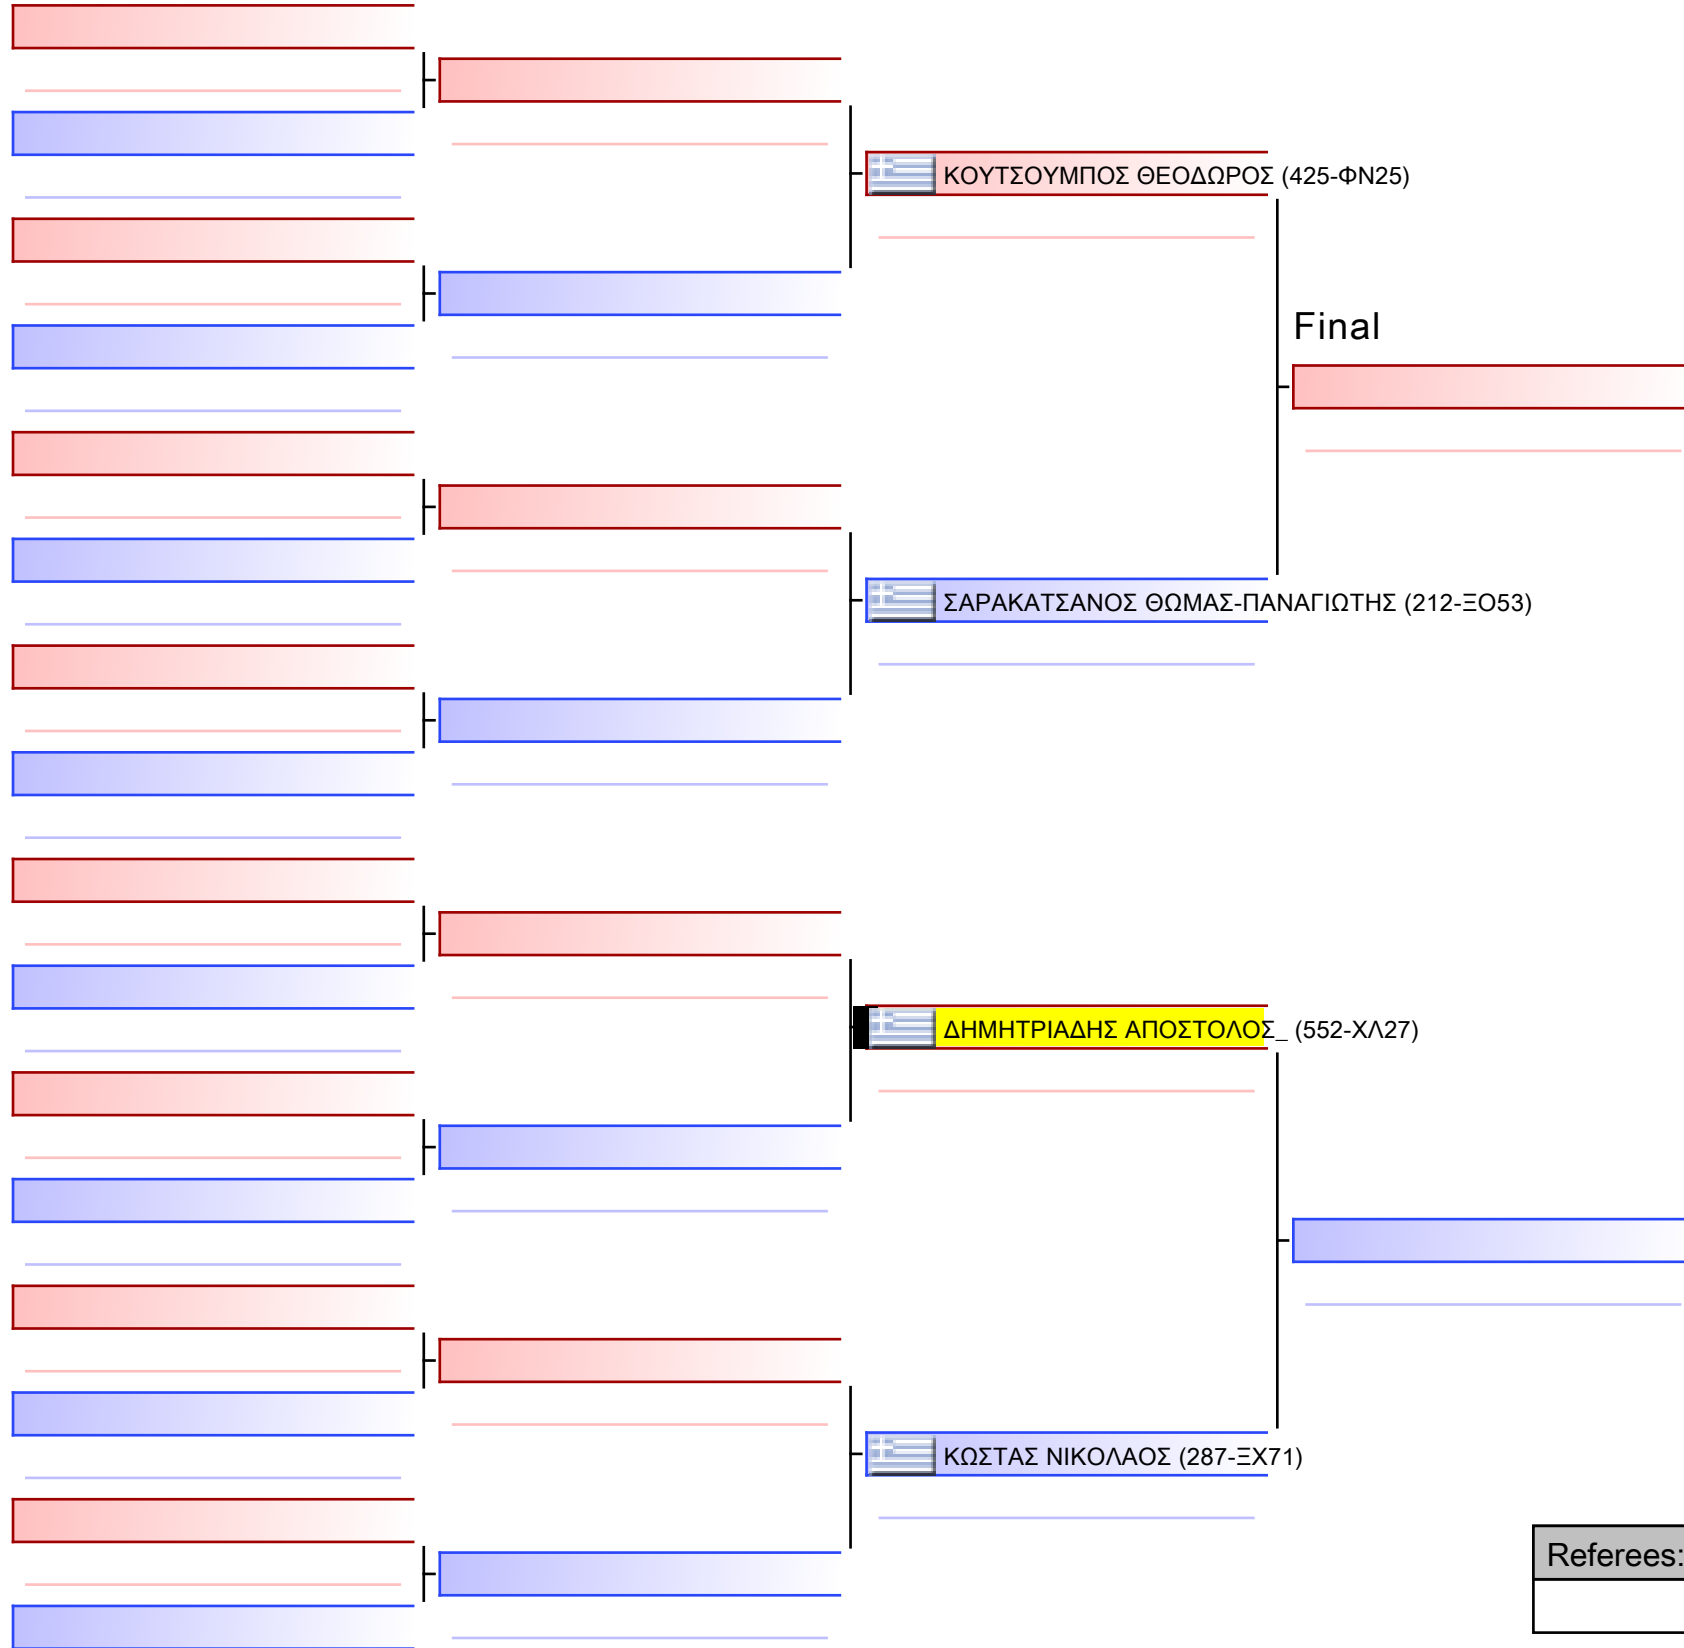 ΚΟΥΤΣΟΥΜΠΟΣ ΘΕΟΔΩΡΟΣ (425-ΦΝ25)
Final
ΣΑΡΑΚΑΤΣΑΝΟΣ ΘΩΜΑΣ-ΠΑΝΑΓΙΩΤΗΣ (212-ΞΟ53)
ΔΗΜΗΤΡΙΑΔΗΣ ΑΠΟΣΤΟΛΟΣ_ (552-ΧΛ27)
ΚΩΣΤΑΣ ΝΙΚΟΛΑΟΣ (287-ΞΧ71)
Referees: